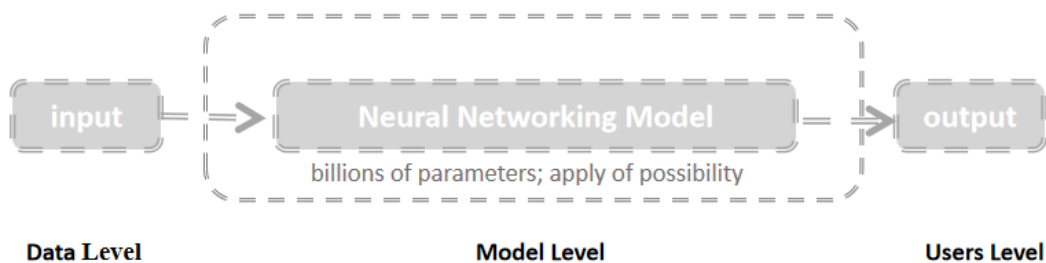 input
Neural Networking Model
output
billions of parameters; apply of possibility
Data Level
Model Level
Users Level